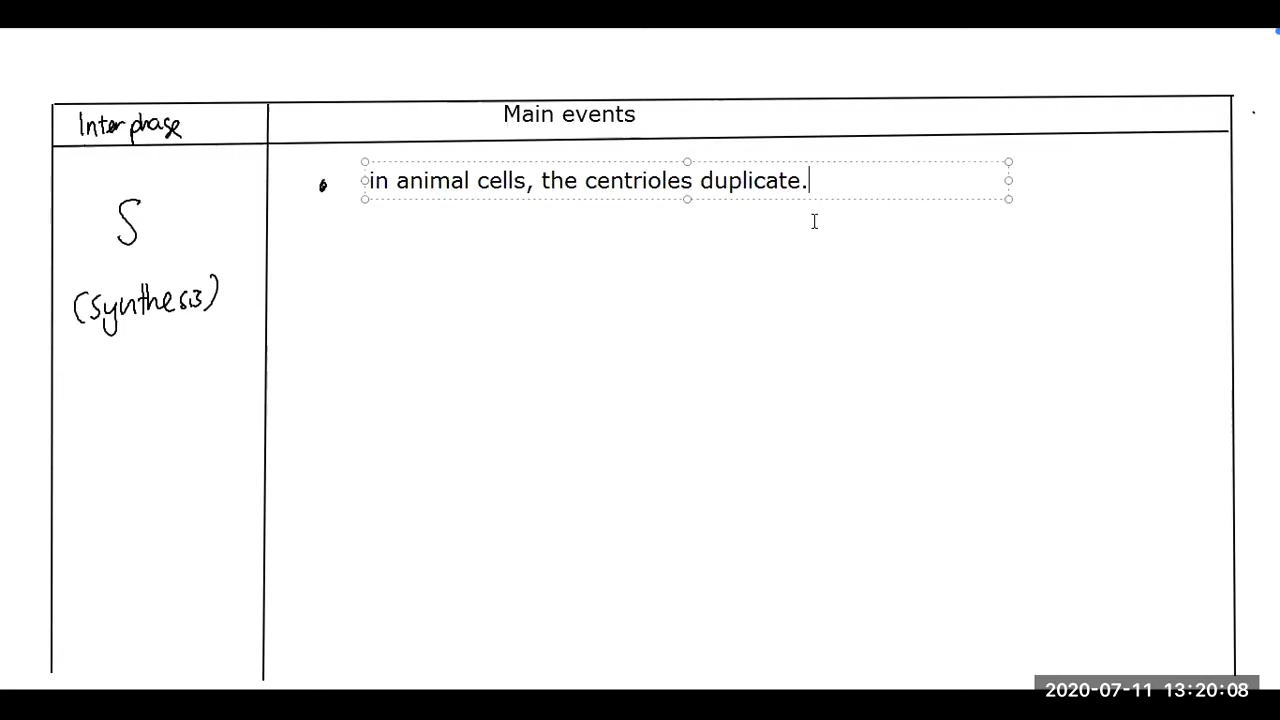 Interphase
Main events
in animal cells, the centrioles duplicate.
S
(synthesis)
2020-07-11 13:20:08